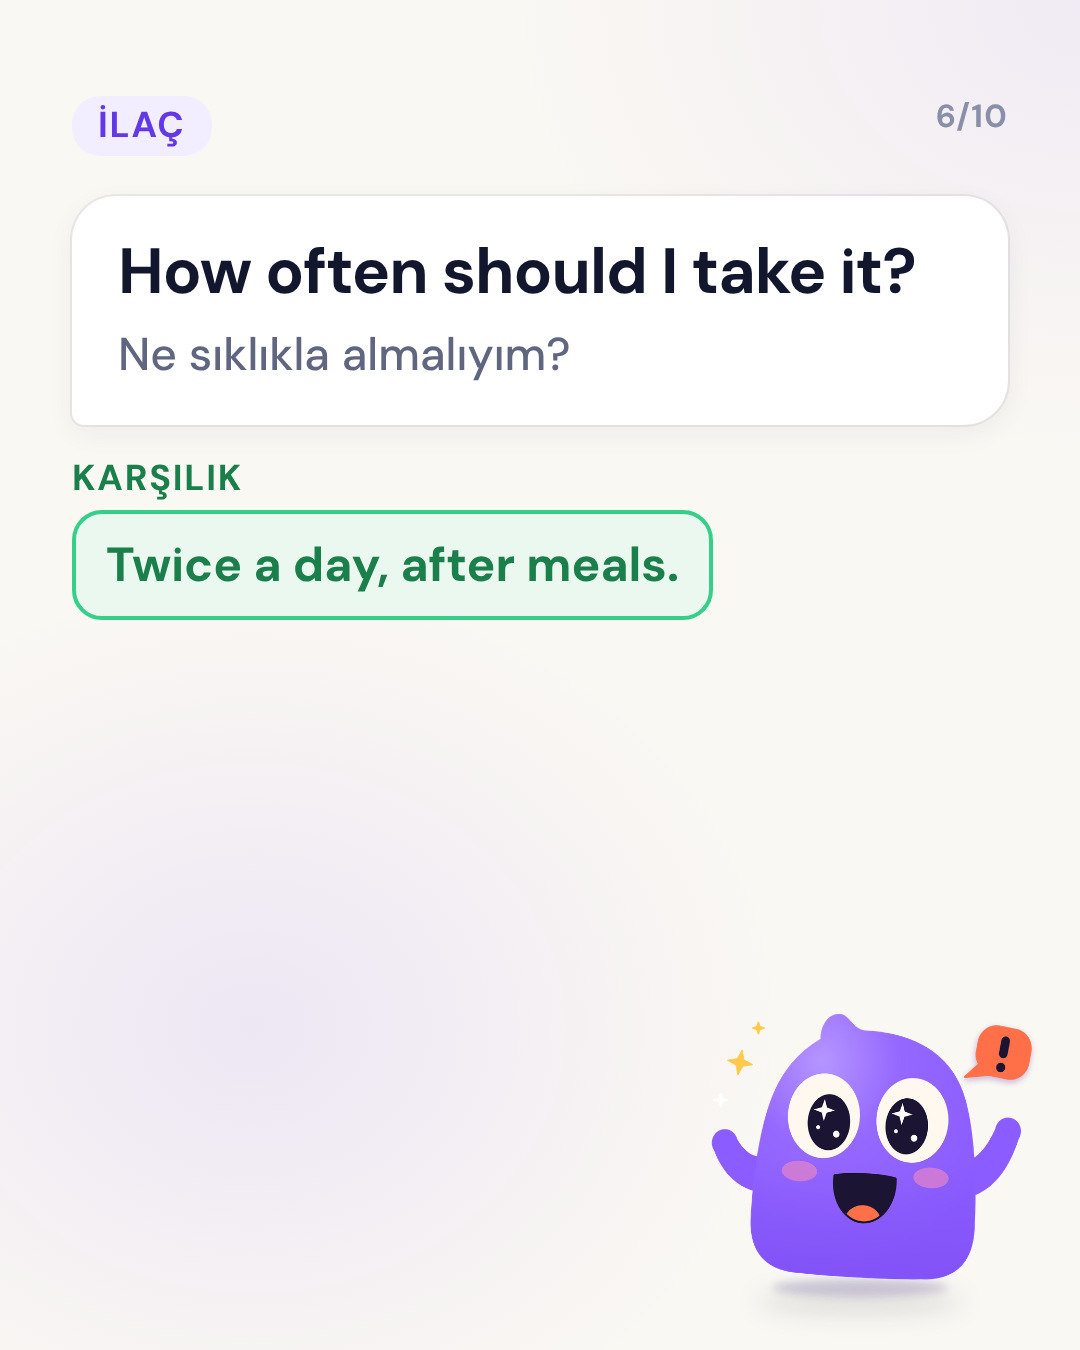 İLAÇ
6/10
How often should I take it?
Ne sıklıkla almalıyım?
KARŞILIK
Twice a day, after meals.
!